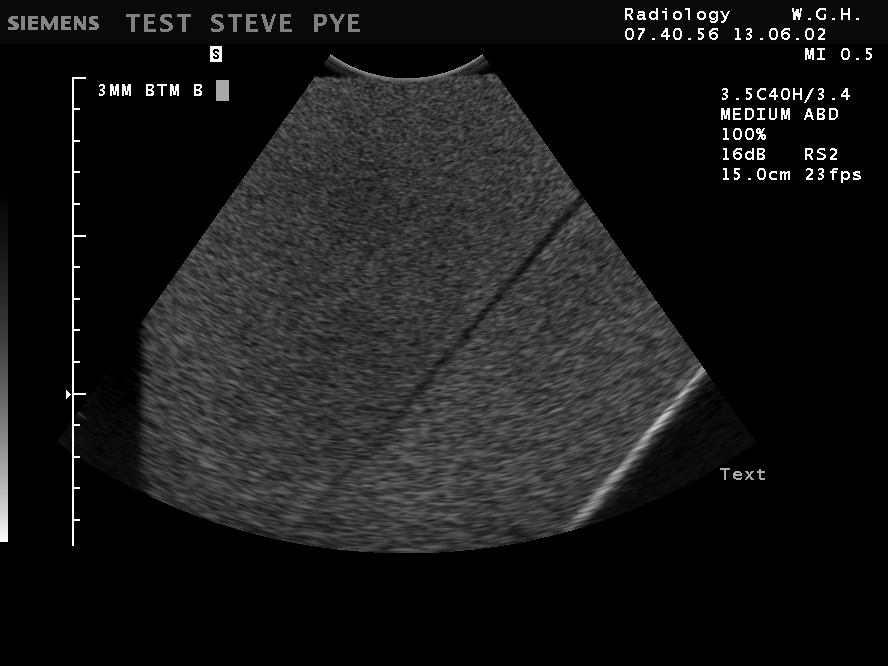 SIEMENS TEST STEVE PYE
Radiology W.G.H.
07.40.56 13.06.02
S
MI 0.5
3MM BTM B
3.5C40H/3.4
MEDIUM ABD
100%
16dB RS2
15.0cm 23fps
Text